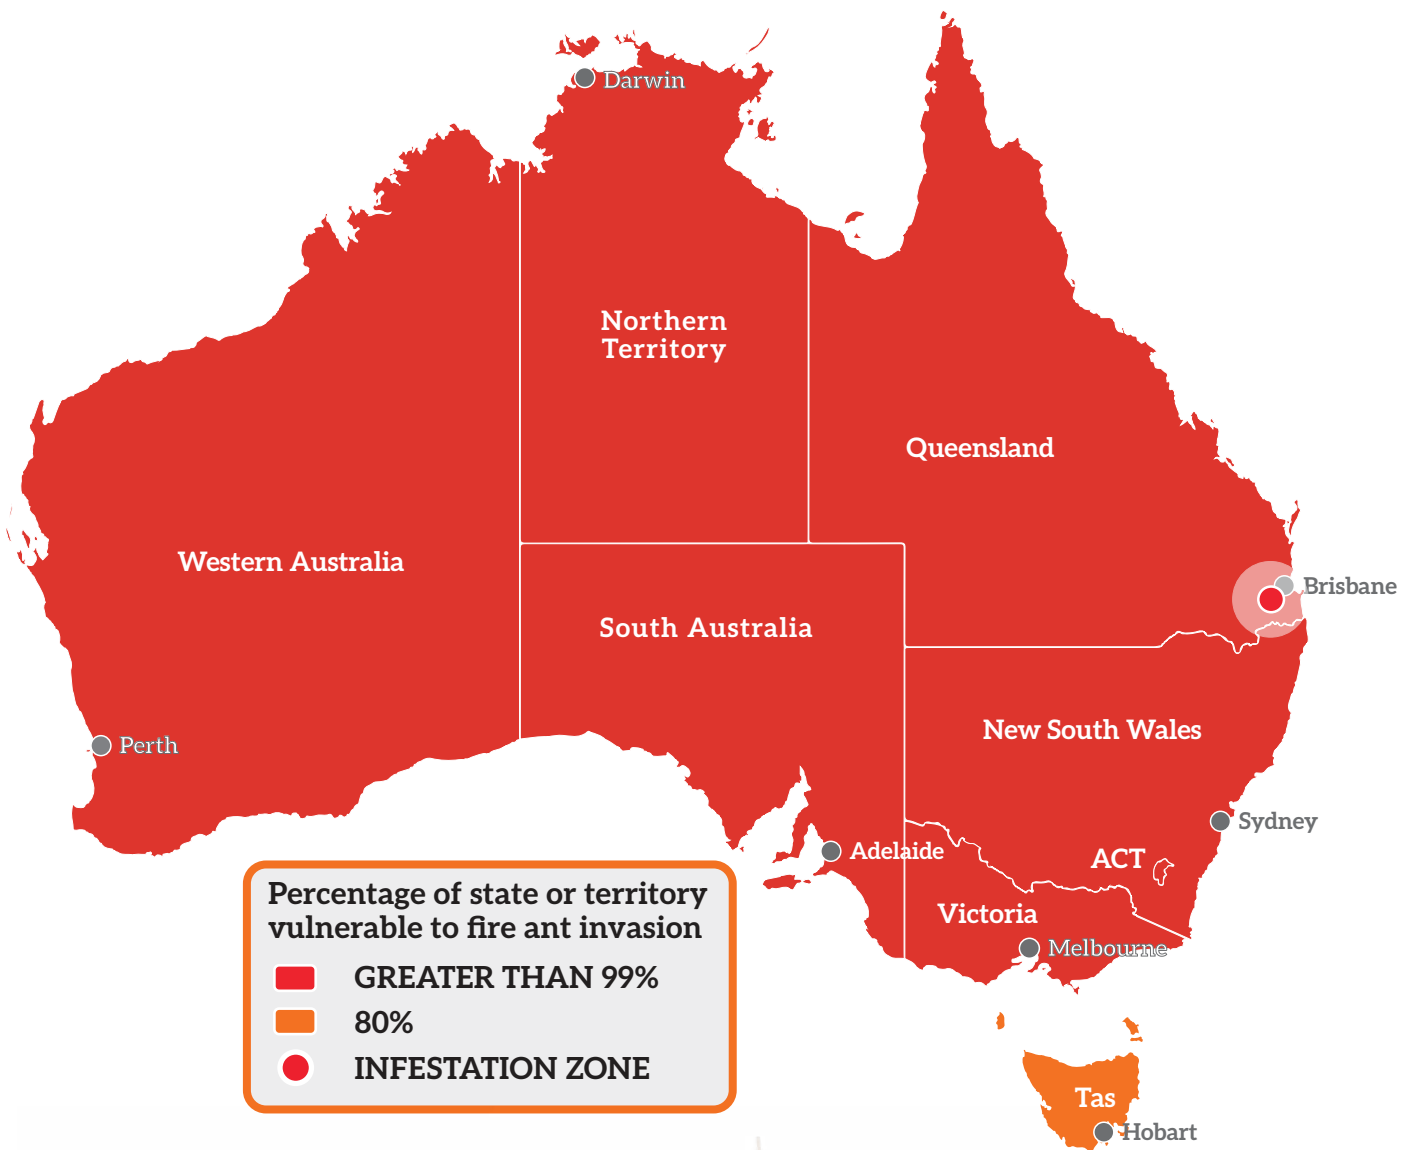 Darwin
Northern
Territory
Queensland
Western Australia
Brisbane
South Australia
New South Wales
Perth
Sydney
Adelaide
ACT
Victoria
Melbourne
Percentage of state or territory
vulnerable to fire ant invasion
GREATER THAN 99%
80%
INFESTATION ZONE
Tas
Hobart